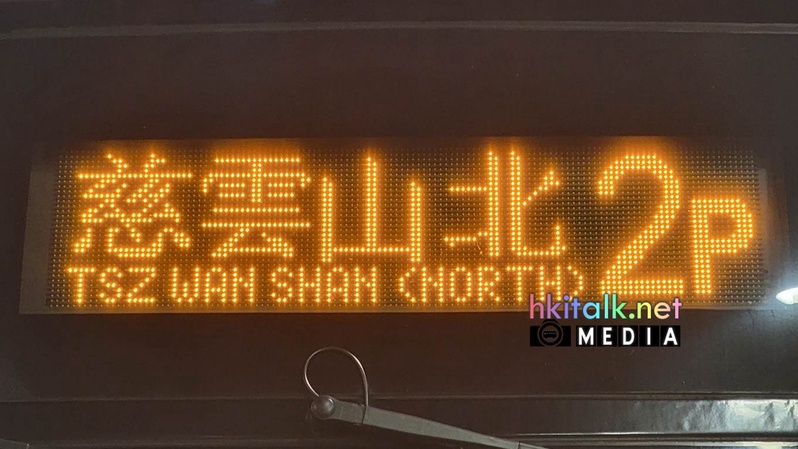 慈雲山北 2P
TSZ WAN SHAN (NORTH)
hkitalk.net
MEDIA